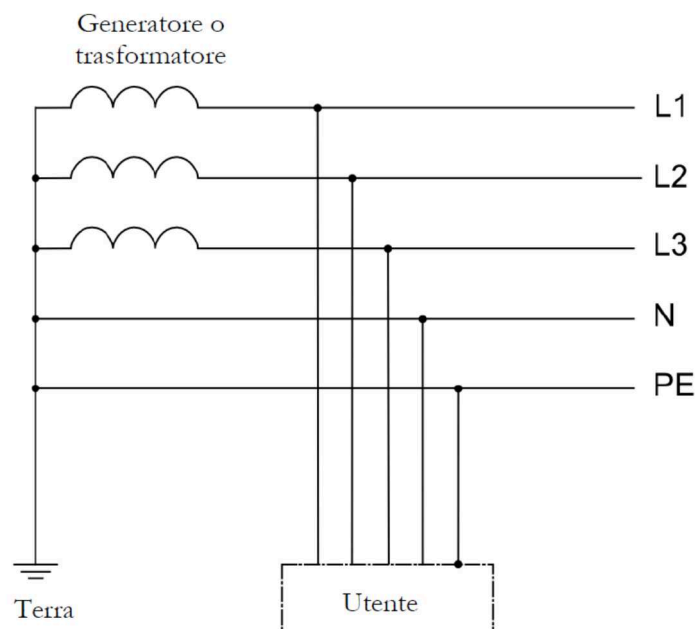 Generatore o
trasformatore
L1
L2
L3
N
PE
Terra
Utente